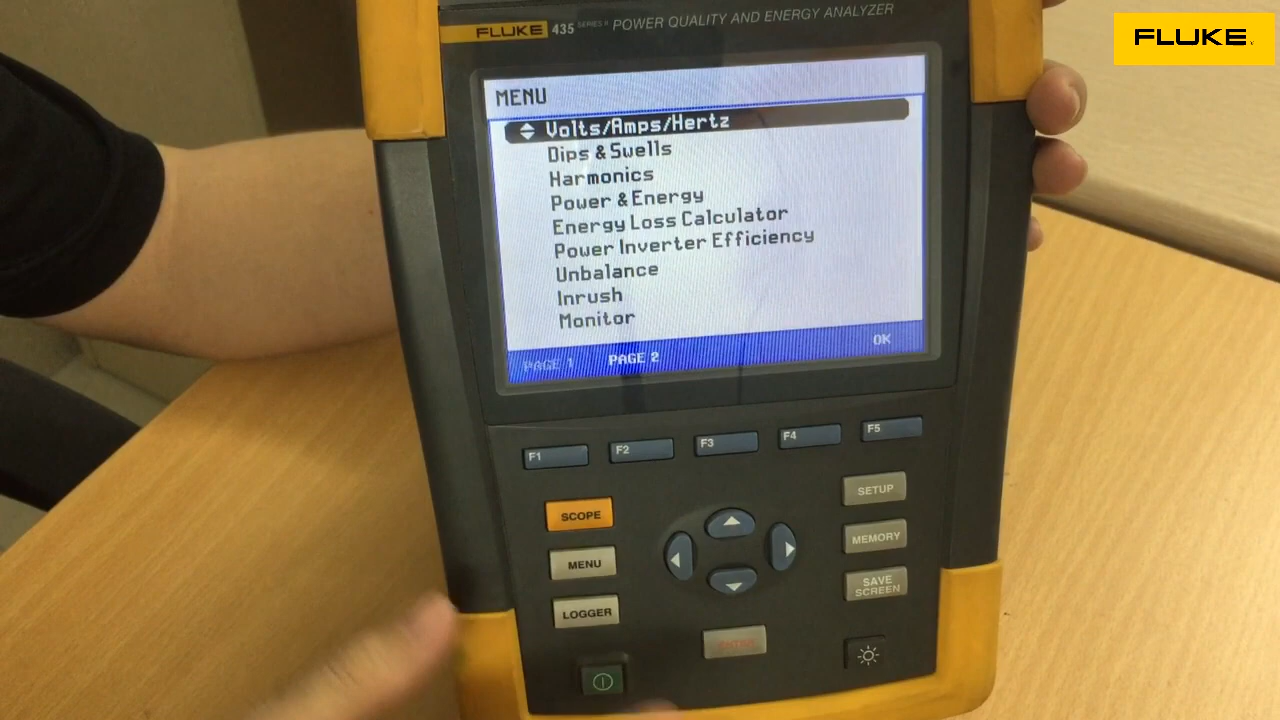 FLUKE 435 SERIES II POWER QUALITY AND ENERGY ANALYZER
FLUKE
MENU
Volts/Amps/Hertz
Dips & Swells
Harmonics
Power & Energy
Energy Loss Calculator
Power Inverter Efficiency
Unbalance
Inrush
Monitor
PAGE 1 PAGE 2 OK
F1 F2 F3 F4 F5
SCOPE
SETUP
MENU
MEMORY
LOGGER
SAVE
SCREEN
ENTER